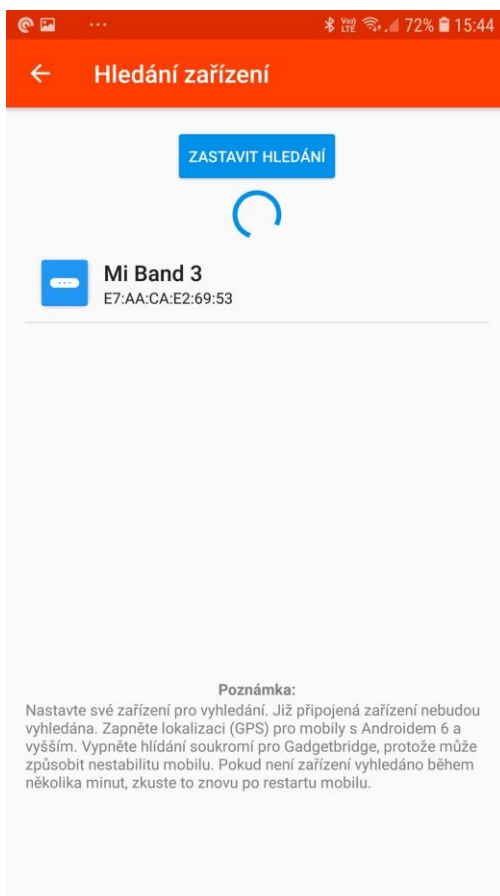 ... Vo)) LTE 72% 15:44
Hledání zařízení
ZASTAVIT HLEDÁNÍ
Mi Band 3
E7:AA:CA:E2:69:53
Poznámka:
Nastavte své zařízení pro vyhledání. Již připojená zařízení nebudou
vyhledána. Zapněte lokalizaci (GPS) pro mobily s Androidem 6 a
vyšším. Vypněte hlídání soukromí pro Gadgetbridge, protože může
způsobit nestabilitu mobilu. Pokud není zařízení vyhledáno během
několika minut, zkuste to znovu po restartu mobilu.